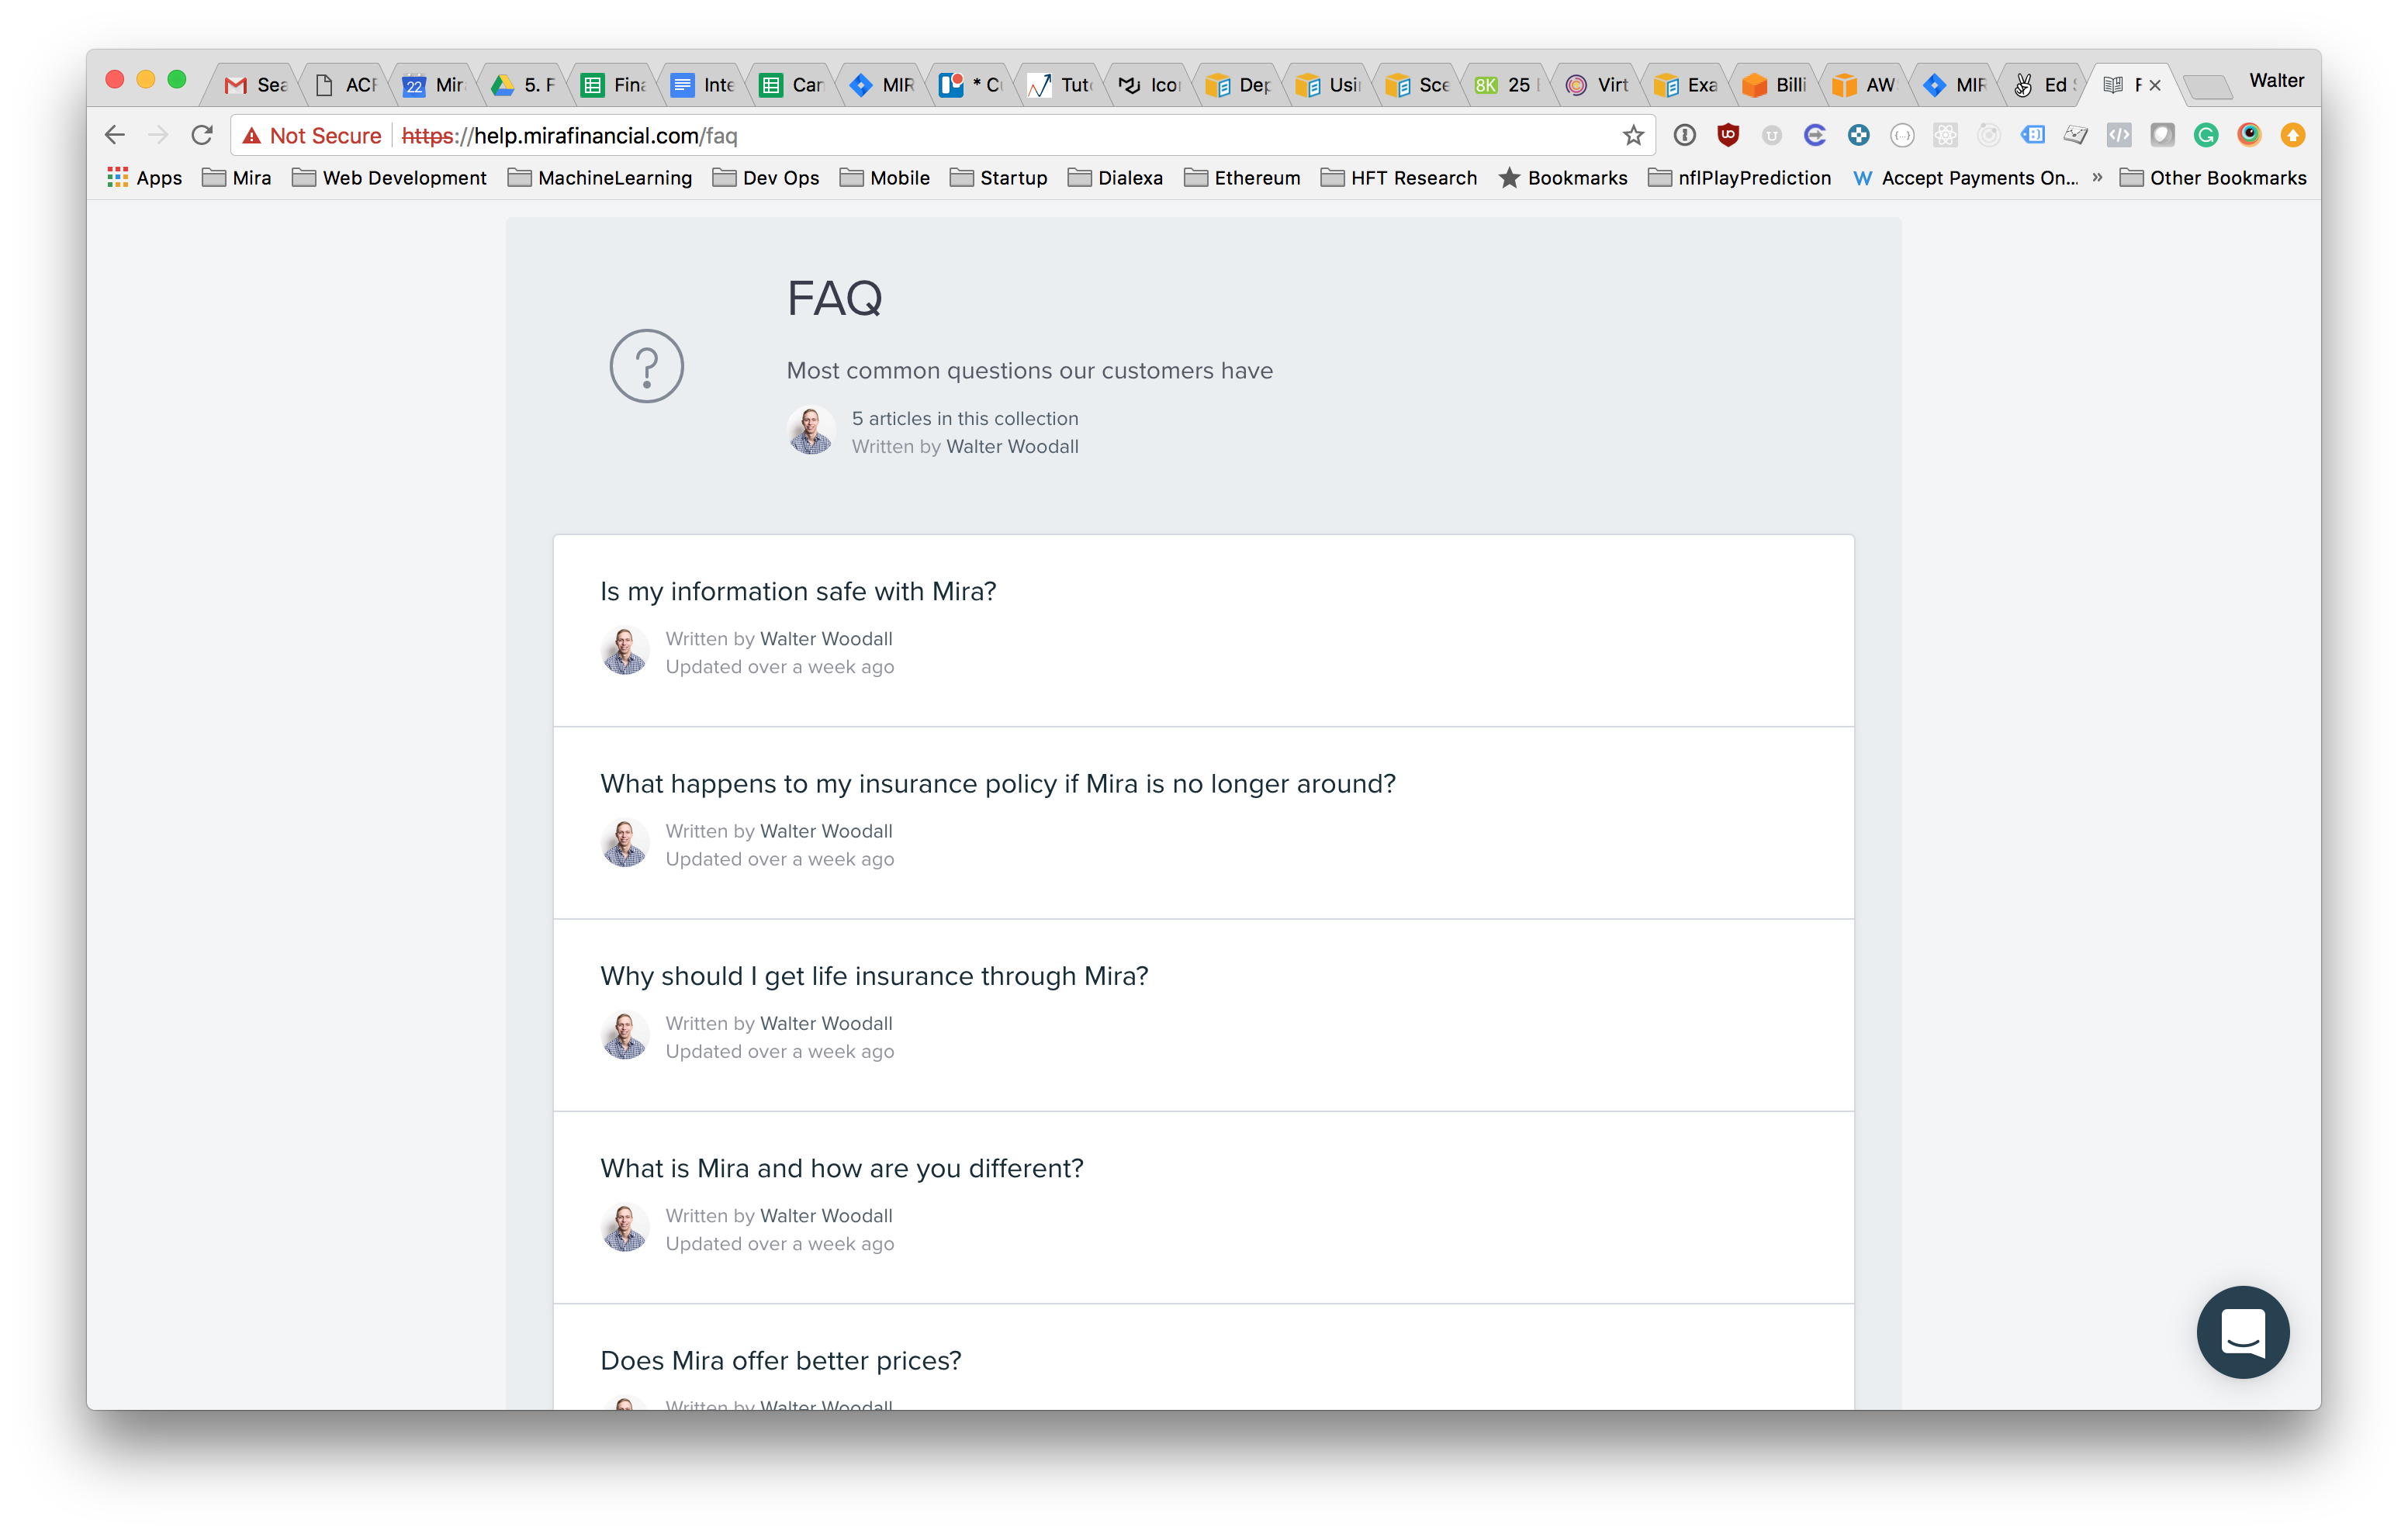 Sea
ACF
22
Mir
5. F
Fina
Inte
Can
MIR
* C
Tut
Ico
Dep
Usi
Sce
8K
25
Virt
Exa
Billi
AW
MIR
Ed
F
Walter
Not Secure
https://help.mirafinancial.com/faq
Apps
Mira
Web Development
MachineLearning
Dev Ops
Mobile
Startup
Dialexa
Ethereum
HFT Research
Bookmarks
nflPlayPrediction
Accept Payments On...
»
Other Bookmarks
FAQ
Most common questions our customers have
5 articles in this collection
Written by Walter Woodall
Is my information safe with Mira?
Written by Walter Woodall
Updated over a week ago
What happens to my insurance policy if Mira is no longer around?
Written by Walter Woodall
Updated over a week ago
Why should I get life insurance through Mira?
Written by Walter Woodall
Updated over a week ago
What is Mira and how are you different?
Written by Walter Woodall
Updated over a week ago
Does Mira offer better prices?
Written by Walter Woodall